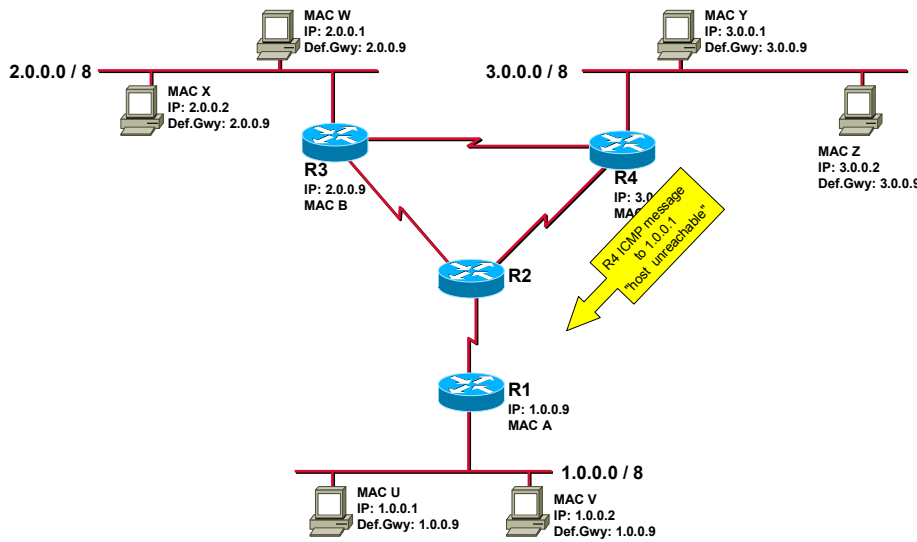 MAC W
IP: 2.0.0.1
Def.Gwy: 2.0.0.9
MAC Y
IP: 3.0.0.1
Def.Gwy: 3.0.0.9
2.0.0.0 / 8
3.0.0.0 / 8
MAC X
IP: 2.0.0.2
Def.Gwy: 2.0.0.9
MAC Z
IP: 3.0.0.2
Def.Gwy: 3.0.0.9
R3
IP: 2.0.0.9
MAC B
R4
IP: 3.0
MAC
R4 ICMP message
to 1.0.0.1
"host unreachable"
R2
R1
IP: 1.0.0.9
MAC A
1.0.0.0 / 8
MAC U
IP: 1.0.0.1
Def.Gwy: 1.0.0.9
MAC V
IP: 1.0.0.2
Def.Gwy: 1.0.0.9